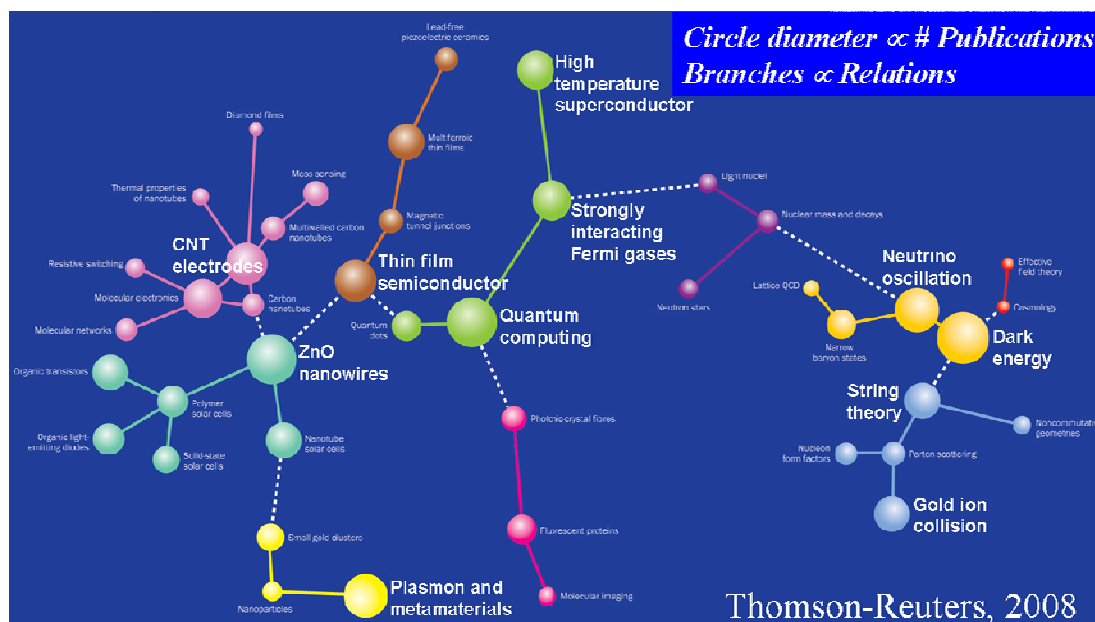 Circle diameter ∝ # Publications
Branches ∝ Relations
Lead-free
piezoelectric ceramics
High
temperature
superconductor
Diamond films
Multiferroic
thin films
Mass sensing
Thermal properties
of nanotubes
Light nuclei
Magnetic
tunnel junctions
Strongly
interacting
Fermi gases
Nuclear mass and decays
Multiwalled carbon
nanotubes
CNT
electrodes
Resistive switching
Thin film
semiconductor
Neutrino
oscillation
Effective
field theory
Molecular electronics
Carbon
nanotubes
Lattice QCD
Neutron stars
Cosmology
Molecular networks
Quantum
dots
Quantum
computing
Narrow
baryon states
Dark
energy
ZnO
nanowires
Organic transistors
Polymer
solar cells
String
theory
Photonic-crystal fibres
Noncommutat
geometries
Organic light-
emitting diodes
Nanotube
solar cells
Solid-state
solar cells
Nucleon
form factors
Parton scattering
Gold ion
collision
Small gold clusters
Fluorescent proteins
Plasmon and
metamaterials
Nanoparticles
Molecular imaging
Thomson-Reuters, 2008